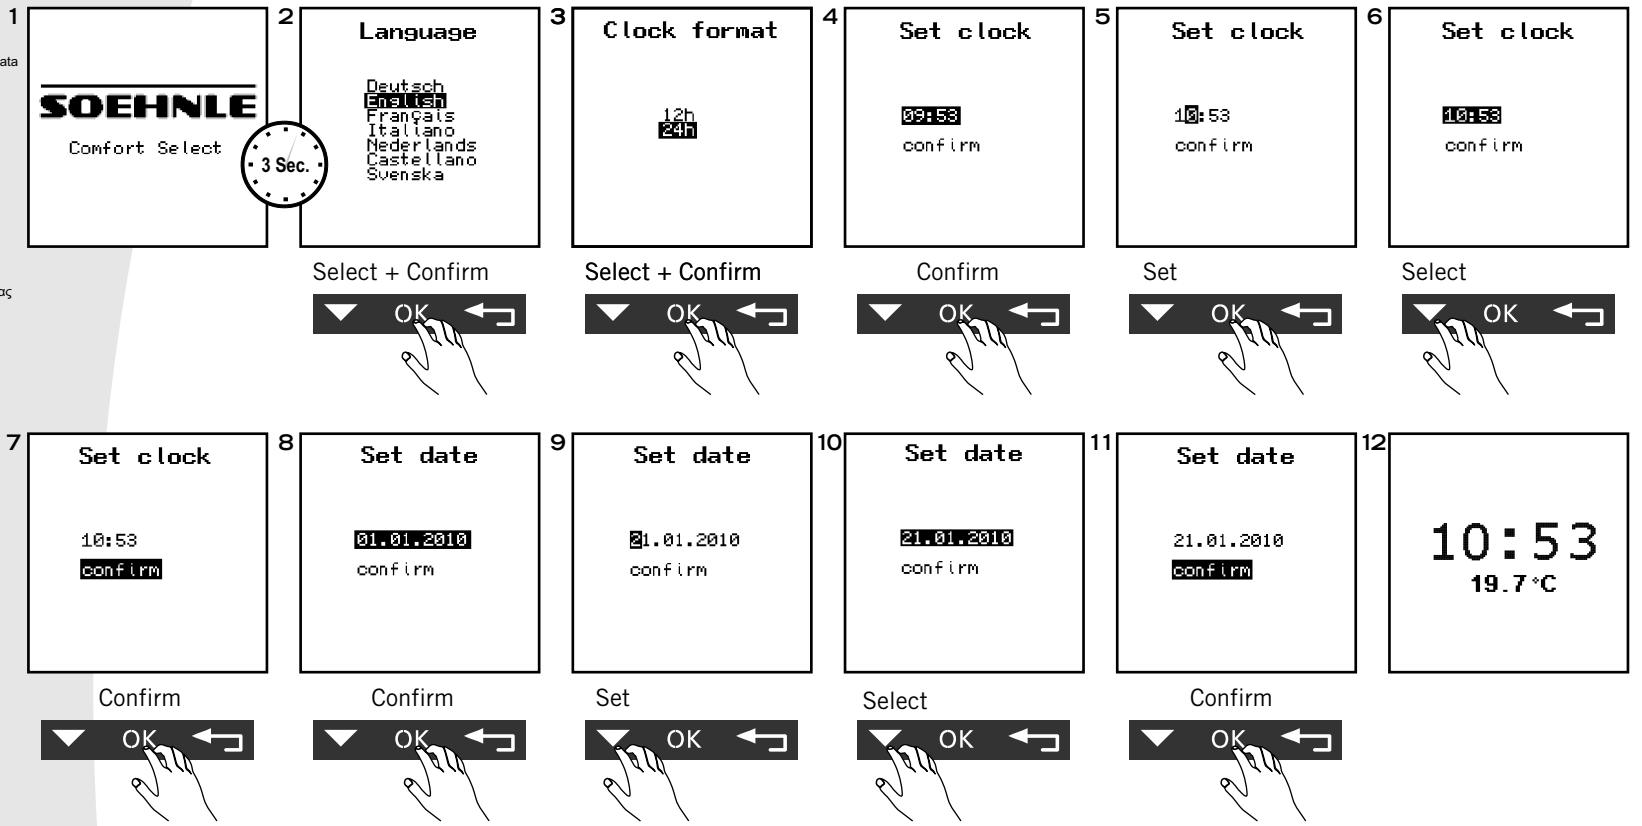 1
SOEHNLE
Comfort Select
3 Sec.
2
Language
Deutsch
English
Français
Italiano
Nederlands
Castellano
Svenska
Select + Confirm
OK
3
Clock format
12h
24h
Select + Confirm
OK
4
Set clock
09:53
confirm
Confirm
OK
5
Set clock
10:53
confirm
Set
OK
6
Set clock
10:53
confirm
Select
OK
7
Set clock
10:53
confirm
Confirm
OK
8
Set date
01.01.2010
confirm
Confirm
OK
9
Set date
21.01.2010
confirm
Set
OK
10
Set date
21.01.2010
confirm
Select
OK
11
Set date
21.01.2010
confirm
Confirm
OK
12
10:53
19.7°C
ata
ας